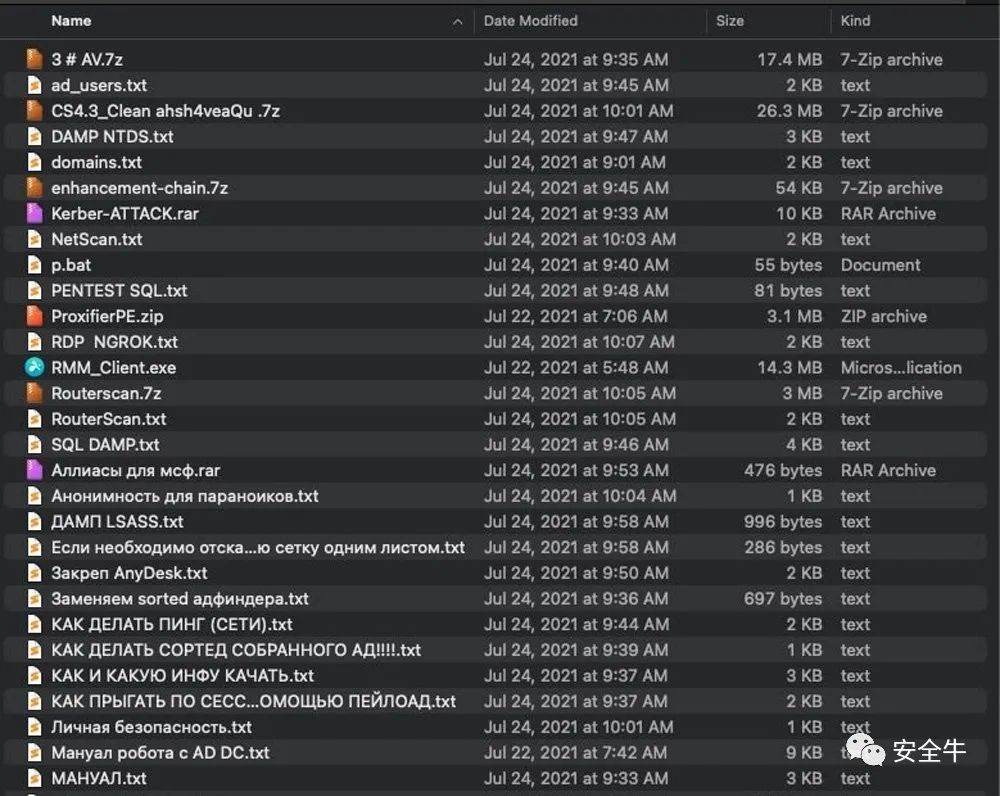 Name Date Modified Size Kind
3 # AV.7z Jul 24, 2021 at 9:35 AM 17.4 MB 7-Zip archive
ad_users.txt Jul 24, 2021 at 9:45 AM 2 KB text
CS4.3_Clean ahsh4veaQu .7z Jul 24, 2021 at 10:01 AM 26.3 MB 7-Zip archive
DAMP NTDS.txt Jul 24, 2021 at 9:47 AM 3 KB text
domains.txt Jul 24, 2021 at 9:01 AM 2 KB text
enhancement-chain.7z Jul 24, 2021 at 9:45 AM 54 KB 7-Zip archive
Kerber-ATTACK.rar Jul 24, 2021 at 9:33 AM 10 KB RAR Archive
NetScan.txt Jul 24, 2021 at 10:03 AM 2 KB text
p.bat Jul 24, 2021 at 9:40 AM 55 bytes Document
PENTEST SQL.txt Jul 24, 2021 at 9:48 AM 81 bytes text
ProxifierPE.zip Jul 22, 2021 at 7:06 AM 3.1 MB ZIP archive
RDP  NGROK.txt Jul 24, 2021 at 10:07 AM 2 KB text
RMM_Client.exe Jul 22, 2021 at 5:48 AM 14.3 MB Micros...lication
Routerscan.7z Jul 24, 2021 at 10:05 AM 3 MB 7-Zip archive
RouterScan.txt Jul 24, 2021 at 10:05 AM 2 KB text
SQL DAMP.txt Jul 24, 2021 at 9:46 AM 4 KB text
Аллиасы для мсф.rar Jul 24, 2021 at 9:53 AM 476 bytes RAR Archive
Анонимность для параноиков.txt Jul 24, 2021 at 10:04 AM 1 KB text
ДАМП LSASS.txt Jul 24, 2021 at 9:58 AM 996 bytes text
Если необходимо отска...ю сетку одним листом.txt Jul 24, 2021 at 9:58 AM 286 bytes text
Закреп AnyDesk.txt Jul 24, 2021 at 9:50 AM 2 KB text
Заменяем sorted адфиндера.txt Jul 24, 2021 at 9:36 AM 697 bytes text
КАК ДЕЛАТЬ ПИНГ (СЕТИ).txt Jul 24, 2021 at 9:44 AM 2 KB text
КАК ДЕЛАТЬ СОРТЕД СОБРАННОГО АД!!!!.txt Jul 24, 2021 at 9:39 AM 1 KB text
КАК И КАКУЮ ИНФУ КАЧАТЬ.txt Jul 24, 2021 at 9:37 AM 3 KB text
КАК ПРЫГАТЬ ПО СЕСС...ОМОЩЬЮ ПЕЙЛОАД.txt Jul 24, 2021 at 9:37 AM 2 KB text
Личная безопасность.txt Jul 24, 2021 at 10:01 AM 1 KB text
Мануал робота с AD DC.txt Jul 22, 2021 at 7:42 AM 9 KB
安全牛
МАНУАЛ.txt Jul 24, 2021 at 9:33 AM 3 KB text